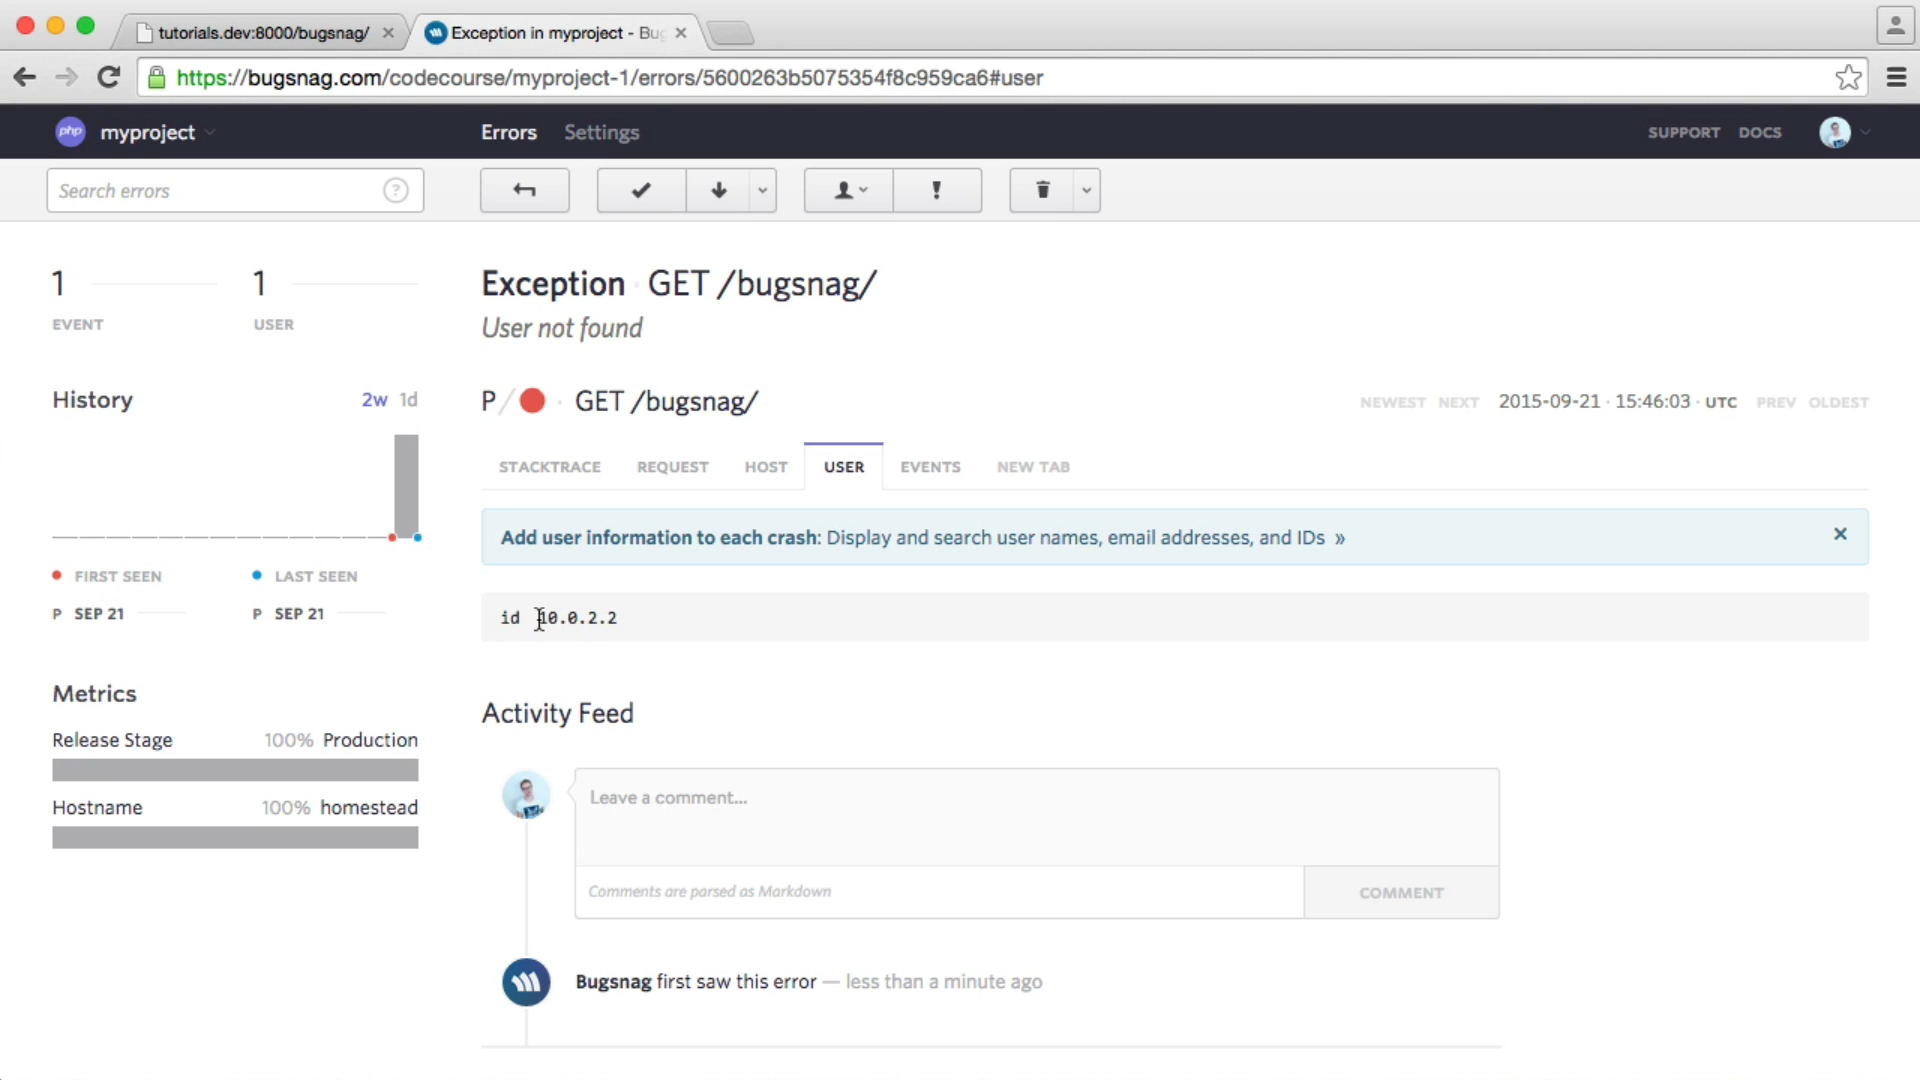 tutorials.dev:8000/bugsnag/
Exception in myproject - Bug
https://bugsnag.com/codecourse/myproject-1/errors/5600263b5075354f8c959ca6#user
php myproject
Errors Settings
SUPPORT DOCS
Search errors ?
1 EVENT
1 USER
Exception · GET /bugsnag/
User not found
History 2w 1d
P / · GET /bugsnag/
NEWEST NEXT 2015-09-21 · 15:46:03 · UTC PREV OLDEST
STACKTRACE REQUEST HOST USER EVENTS NEW TAB
Add user information to each crash: Display and search user names, email addresses, and IDs »
FIRST SEEN LAST SEEN
P SEP 21 P SEP 21
id 10.0.2.2
Metrics
Release Stage 100% Production
Hostname 100% homestead
Activity Feed
Leave a comment...
Comments are parsed as Markdown
COMMENT
Bugsnag first saw this error — less than a minute ago